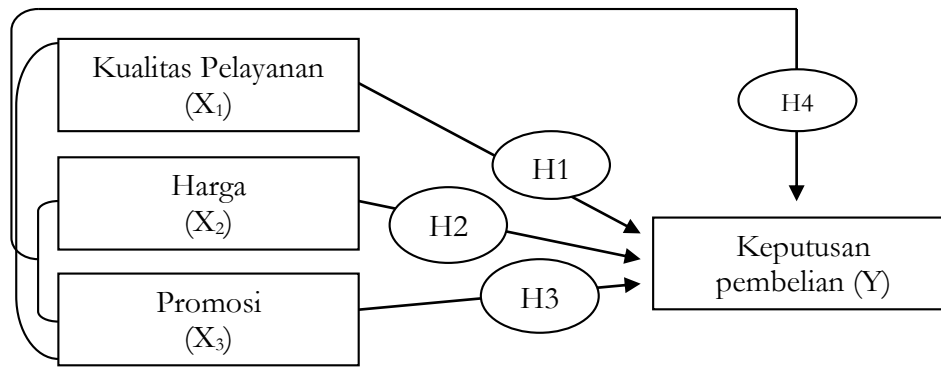 Kualitas Pelayanan
(X₁)
H4
H1
Harga
(X₂)
H2
Keputusan
pembelian (Y)
Promosi
(X₃)
H3